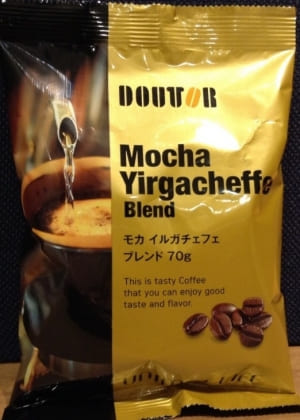 DOUTOR
Mocha
Yirgacheffe
Blend
モカ イルガチェフェ
ブレンド 70g
This is tasty Coffee
that you can enjoy good
taste and flavor.